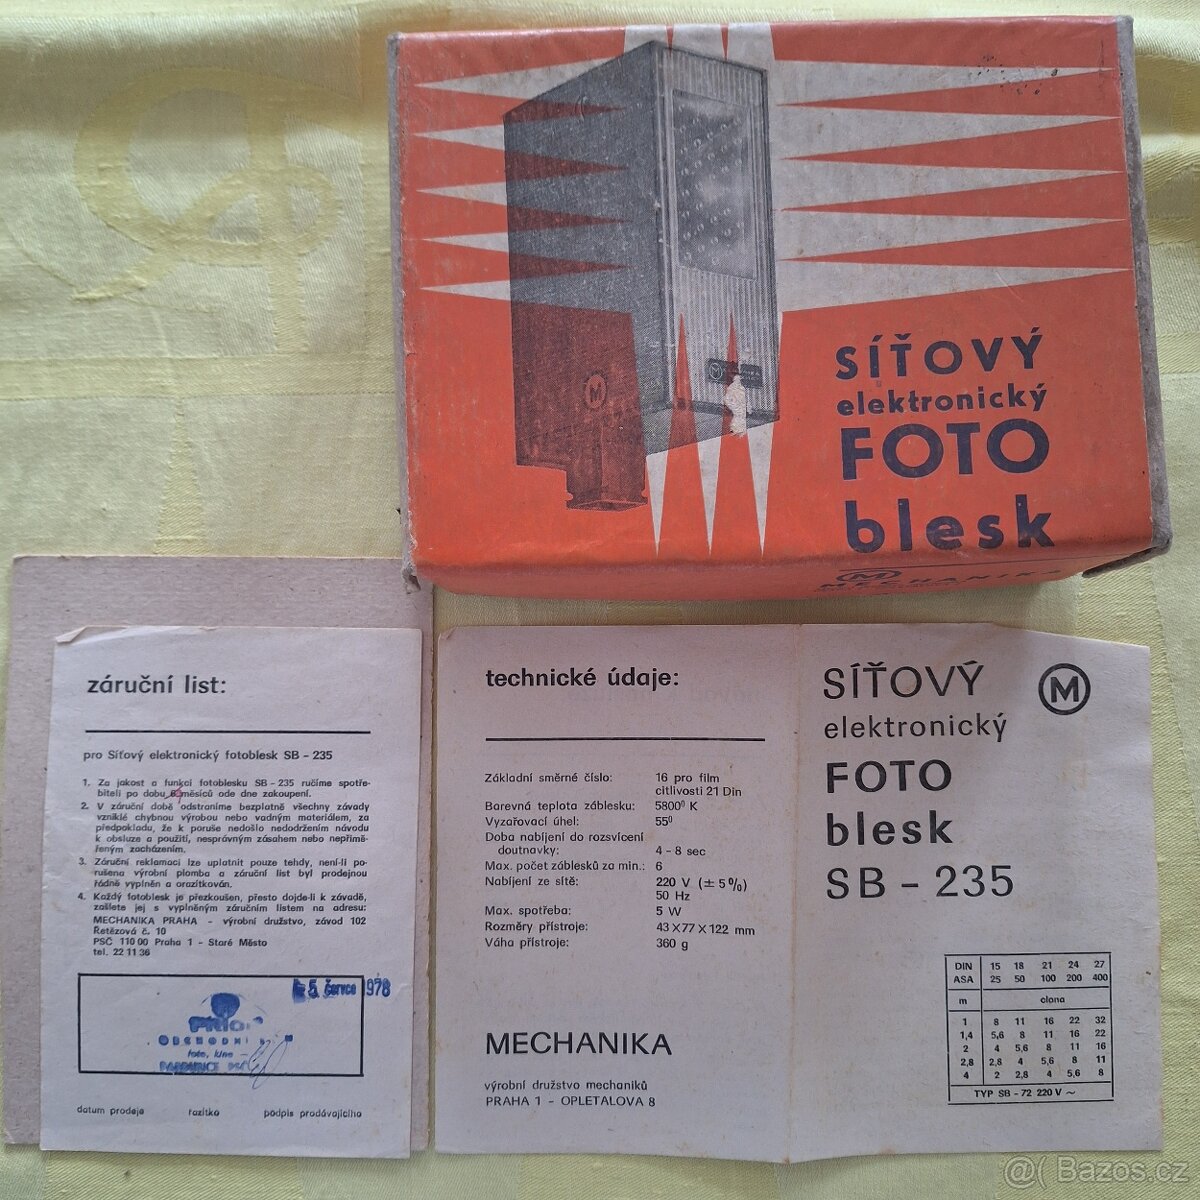 SÍŤOVÝ
elektronický
FOTO
blesk
M
MECHANIKA
záruční list:
pro Síťový elektronický fotoblesk SB - 235
1. Za jakost a funkci fotoblesku SB - 235 ručíme spotře-
biteli po dobu 6 měsíců ode dne zakoupení.
2. V záruční době odstraníme bezplatně všechny závady
vzniklé chybnou výrobou nebo vadným materiálem, za
předpokladu, že k poruše nedošlo nedodržením návodu
k obsluze a použití, nesprávným zásahem nebo nepřimě-
řeným zacházením.
3. Záruční reklamaci lze uplatnit pouze tehdy, není-li po-
rušena výrobní plomba a záruční list byl prodejnou
řádně vyplněn a orazítkován.
4. Každý fotoblesk je přezkoušen, přesto dojde-li k závadě,
zašlete jej s vyplněným záručním listem na adresu:
MECHANIKA PRAHA - výrobní družstvo, závod 102
Řetězová č. 10
PSČ 110 00 Praha 1 - Staré Město
tel. 22 11 36
5. června 1978
PRIOR
OBCHODNÍ
foto, kino
PARDUBICE
datum prodeje razítko podpis prodávajícího
technické údaje:
Základní směrné číslo: 16 pro film
citlivosti 21 Din
Barevná teplota záblesku: 5800⁰ K
Vyzařovací úhel: 55⁰
Doba nabíjení do rozsvícení
doutnavky: 4 - 8 sec
Max. počet záblesků za min.: 6
Nabíjení ze sítě: 220 V (± 5%)
50 Hz
Max. spotřeba: 5 W
Rozměry přístroje: 43 X 77 X 122 mm
Váha přístroje: 360 g
MECHANIKA
výrobní družstvo mechaniků
PRAHA 1 - OPLETALOVA 8
SÍŤOVÝ
elektronický
FOTO
blesk
SB - 235
M
DIN 15 18 21 24 27
ASA 25 50 100 200 400
m clona
1 8 11 16 22 32
1,4 5,6 8 11 16 22
2 4 5,6 8 11 16
2,8 2,8 4 5,6 8 11
4 2 2,8 4 5,6 8
TYP SB - 72 220 V ~
@( Bazos.cz